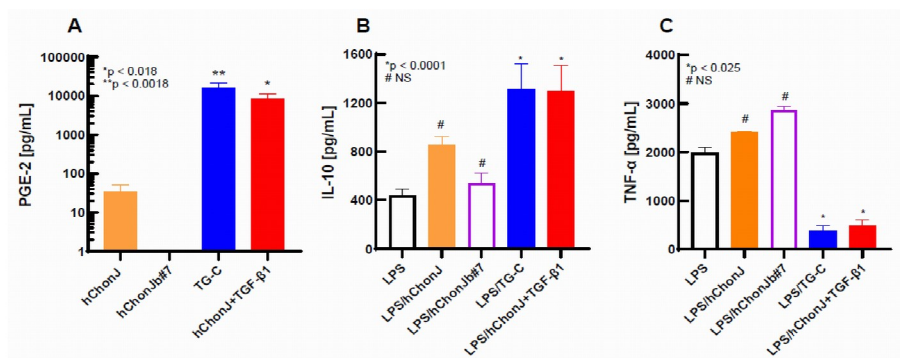 A
PGE-2 [pg/mL]
*p < 0.018
**p < 0.0018
100000
10000
1000
100
10
1
**
*
hChonJ
hChonJb#7
TG-C
hChonJ+TGF-β1
B
IL-10 [pg/mL]
*p < 0.0001
# NS
1600
1200
800
400
0
#
#
*
*
LPS
LPS/hChonJ
LPS/hChonJb#7
LPS/TG-C
LPS/hChonJ+TGF-β1
C
TNF-α [pg/mL]
*p < 0.025
# NS
4000
3000
2000
1000
0
#
#
*
*
LPS
LPS/hChonJ
LPS/hChonJb#7
LPS/TG-C
LPS/hChonJ+TGF-β1